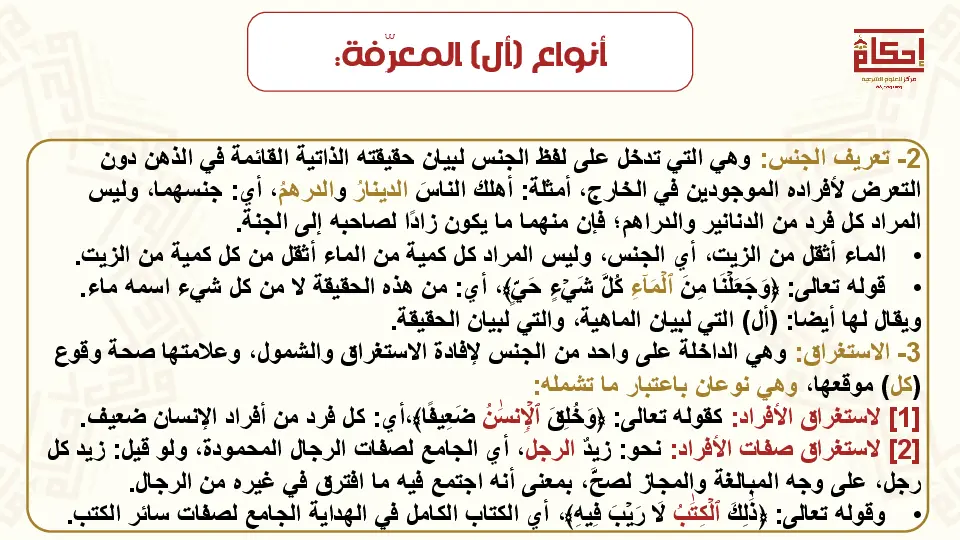 أنواع (أل) المعرّفة:
إحكام
مركز للعلوم الشرعية
2- تعريف الجنس: وهي التي تدخل على لفظ الجنس لبيان حقيقته الذاتية القائمة في الذهن دون
التعرض لأفراده الموجودين في الخارج، أمثلة: أهلك الناسَ الدينارُ والدرهمُ، أي: جنسهما، وليس
المراد كل فرد من الدنانير والدراهم؛ فإن منهما ما يكون زادًا لصاحبه إلى الجنة.
• الماء أثقل من الزيت، أي الجنس، وليس المراد كل كمية من الماء أثقل من كل كمية من الزيت.
• قوله تعالى: ﴿وَجَعَلْنَا مِنَ ٱلْمَآءِ كُلَّ شَىْءٍ حَىٍّ﴾، أي: من هذه الحقيقة لا من كل شيء اسمه ماء.
ويقال لها أيضا: (أل) التي لبيان الماهية، والتي لبيان الحقيقة.
3- الاستغراق: وهي الداخلة على واحد من الجنس لإفادة الاستغراق والشمول، وعلامتها صحة وقوع
(كل) موقعها، وهي نوعان باعتبار ما تشمله:
[1] لاستغراق الأفراد: كقوله تعالى: ﴿وَخُلِقَ ٱلْإِنسَٰنُ ضَعِيفًا﴾،أي: كل فرد من أفراد الإنسان ضعيف.
[2] لاستغراق صفات الأفراد: نحو: زيدٌ الرجل، أي الجامع لصفات الرجال المحمودة، ولو قيل: زيد كل
رجل، على وجه المبالغة والمجاز لصحَّ، بمعنى أنه اجتمع فيه ما افترق في غيره من الرجال.
• وقوله تعالى: ﴿ذَٰلِكَ ٱلْكِتَٰبُ لَا رَيْبَ فِيهِ﴾، أي الكتاب الكامل في الهداية الجامع لصفات سائر الكتب.